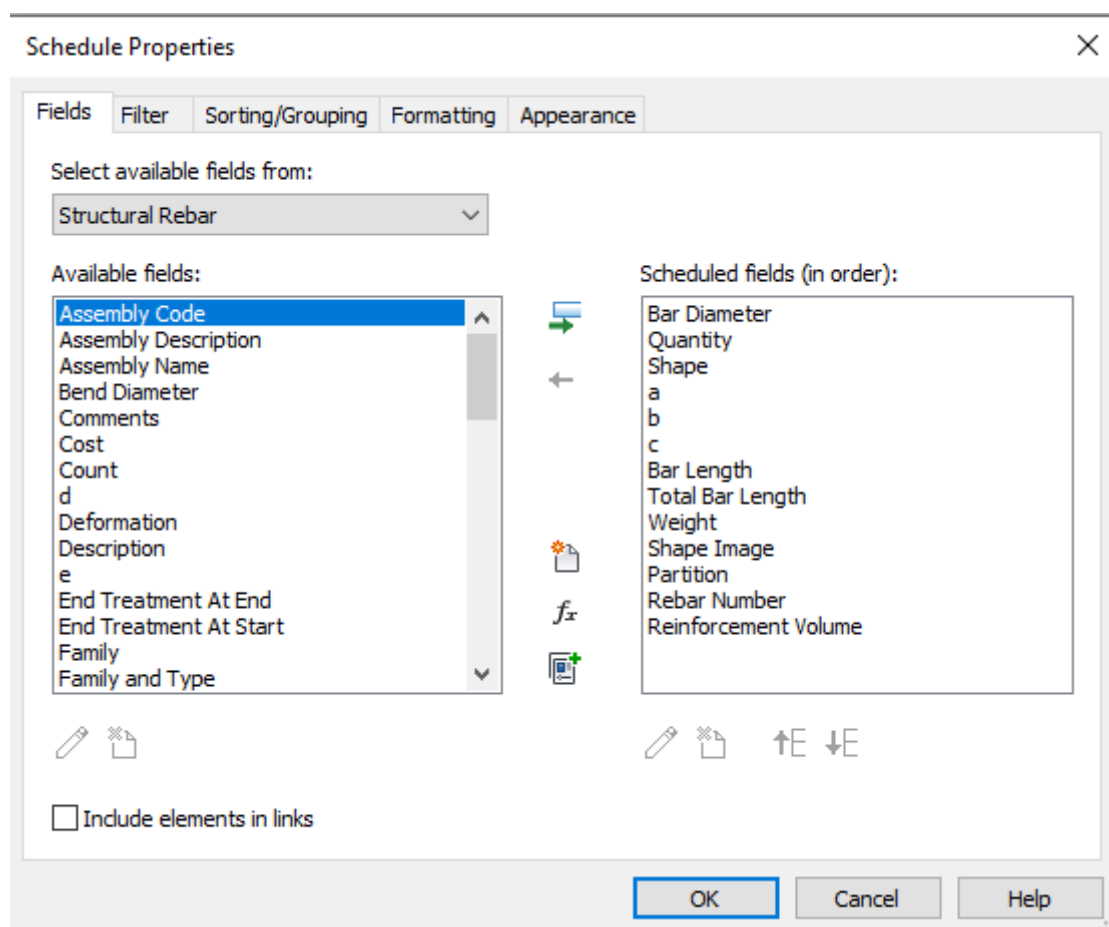 Schedule Properties
Fields Filter Sorting/Grouping Formatting Appearance
Select available fields from:
Structural Rebar
Available fields:
Assembly Code
Assembly Description
Assembly Name
Bend Diameter
Comments
Cost
Count
d
Deformation
Description
e
End Treatment At End
End Treatment At Start
Family
Family and Type
fx
Scheduled fields (in order):
Bar Diameter
Quantity
Shape
a
b
c
Bar Length
Total Bar Length
Weight
Shape Image
Partition
Rebar Number
Reinforcement Volume
Include elements in links
OK Cancel Help